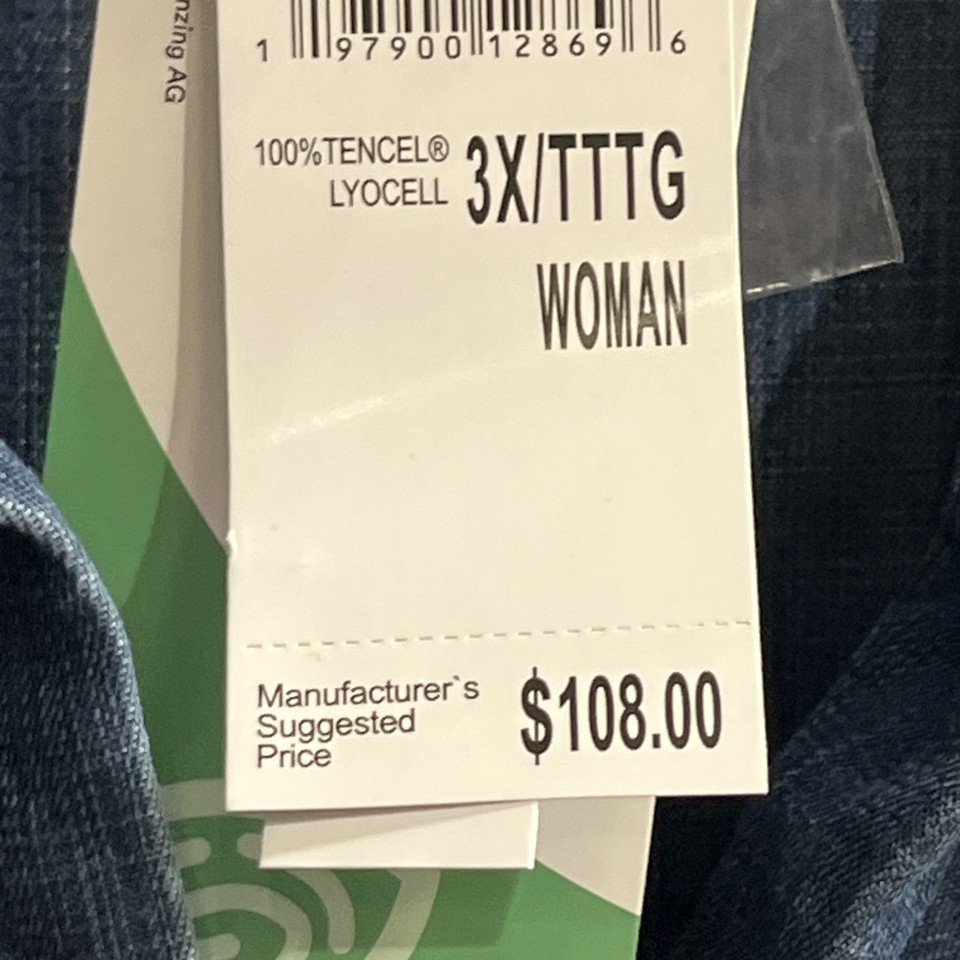 nzing AG
1 97900 12869 6
100%TENCEL® 3X/TTTG
LYOCELL
WOMAN
Manufacturer`s
Suggested
Price
$108.00